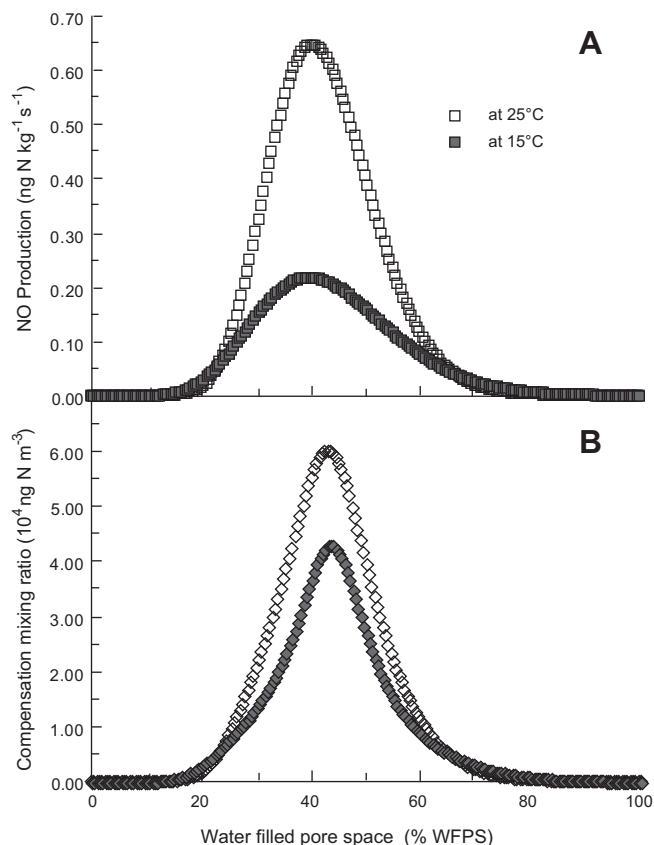 0.70
0.60
0.50
0.40
0.30
0.20
0.10
0.00
NO Production (ng N kg-1 s-1)
A
at 25°C
at 15°C
6.00
5.00
4.00
3.00
2.00
1.00
0.00
Compensation mixing ratio (10⁴ ng N m-3)
B
0 20 40 60 80 100
Water filled pore space (% WFPS)